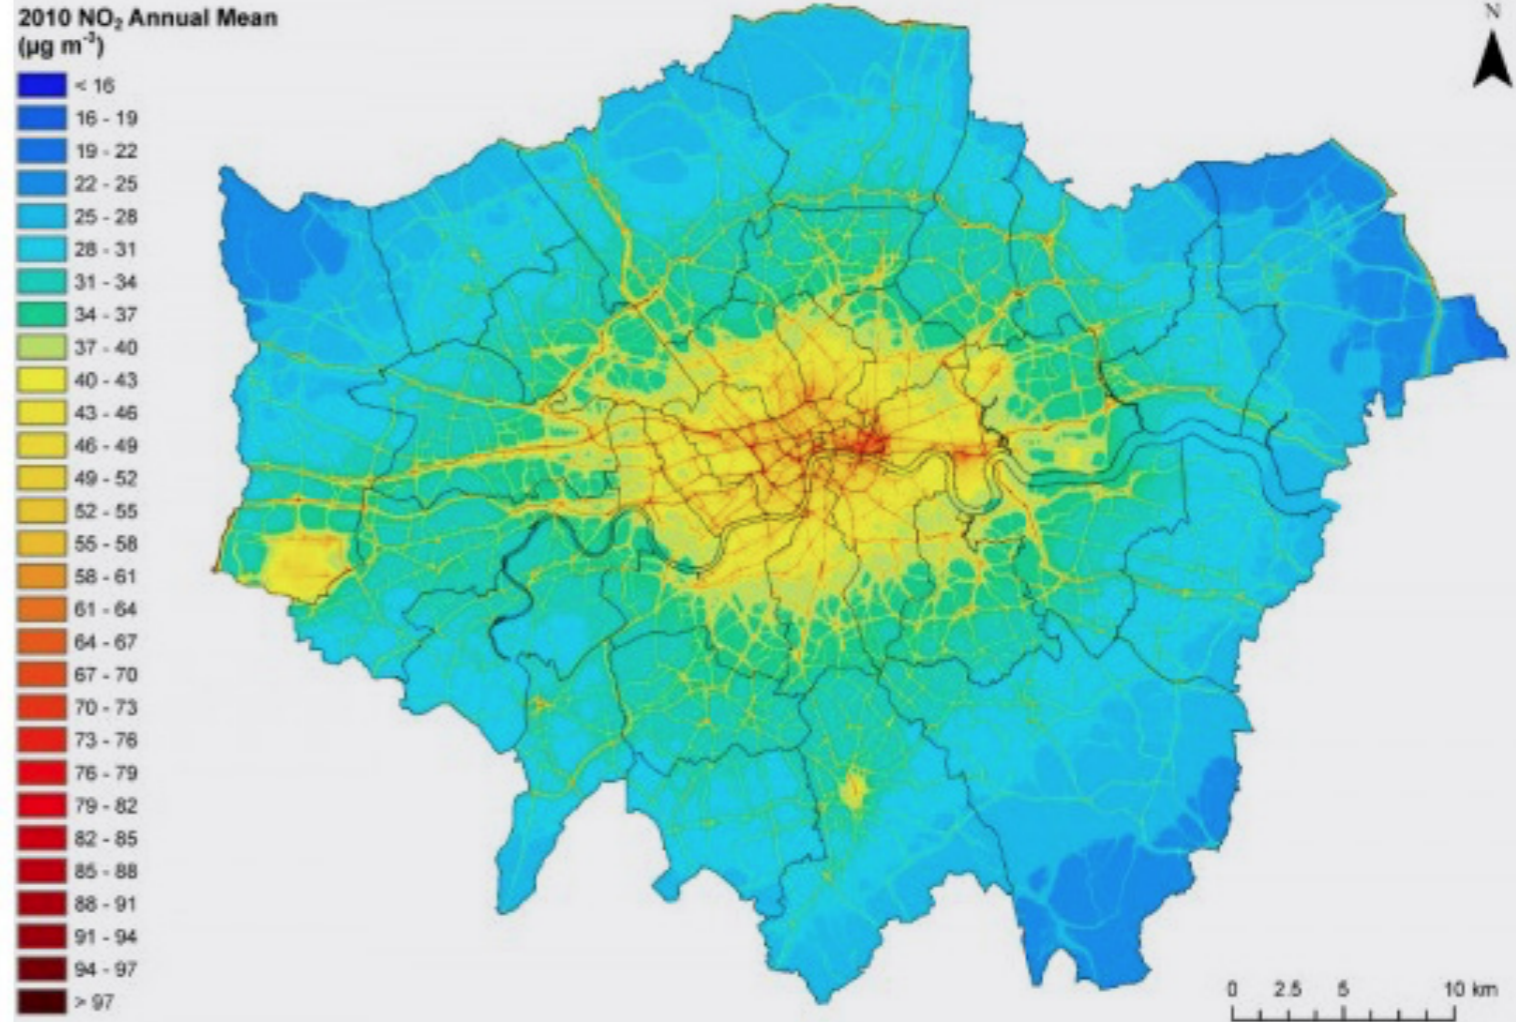 2010 NO₂ Annual Mean
(µg m⁻³)
< 16
16 - 19
19 - 22
22 - 25
25 - 28
28 - 31
31 - 34
34 - 37
37 - 40
40 - 43
43 - 46
46 - 49
49 - 52
52 - 55
55 - 58
58 - 61
61 - 64
64 - 67
67 - 70
70 - 73
73 - 76
76 - 79
79 - 82
82 - 85
85 - 88
88 - 91
91 - 94
94 - 97
> 97
N
0 2.5 5 10 km